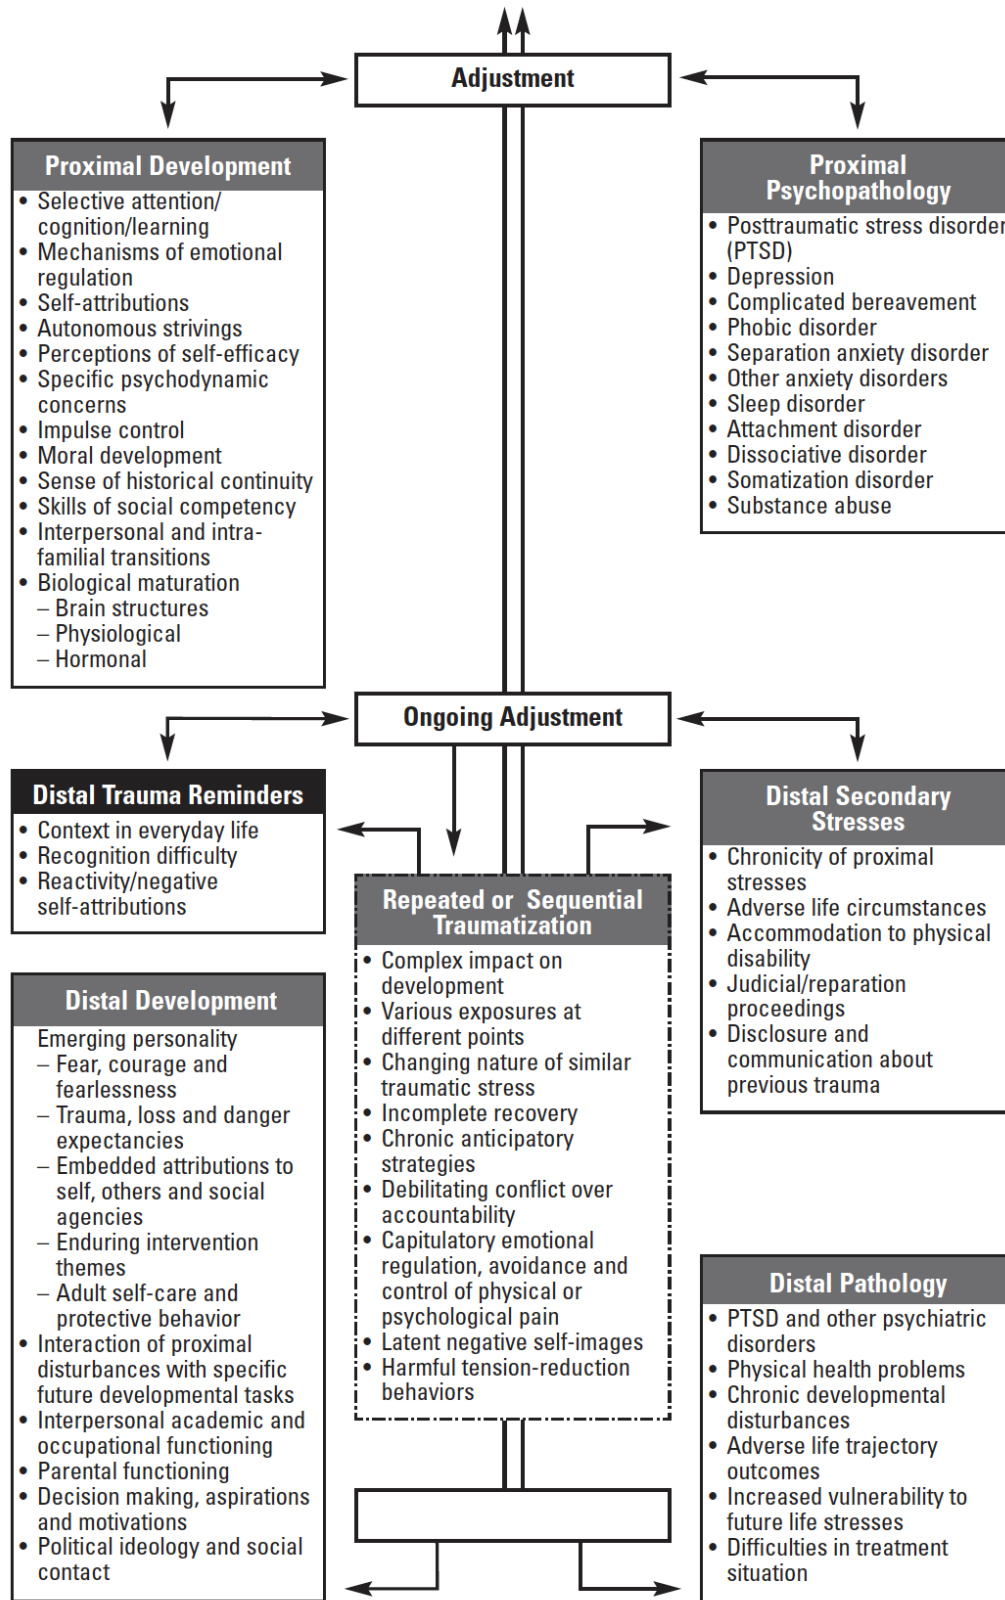 Adjustment
Proximal Development
• Selective attention/
cognition/learning
• Mechanisms of emotional
regulation
• Self-attributions
• Autonomous strivings
• Perceptions of self-efficacy
• Specific psychodynamic
concerns
• Impulse control
• Moral development
• Sense of historical continuity
• Skills of social competency
• Interpersonal and intra-
familial transitions
• Biological maturation
– Brain structures
– Physiological
– Hormonal
Proximal
Psychopathology
• Posttraumatic stress disorder
(PTSD)
• Depression
• Complicated bereavement
• Phobic disorder
• Separation anxiety disorder
• Other anxiety disorders
• Sleep disorder
• Attachment disorder
• Dissociative disorder
• Somatization disorder
• Substance abuse
Ongoing Adjustment
Distal Trauma Reminders
• Context in everyday life
• Recognition difficulty
• Reactivity/negative
self-attributions
Distal Secondary
Stresses
• Chronicity of proximal
stresses
• Adverse life circumstances
• Accommodation to physical
disability
• Judicial/reparation
proceedings
• Disclosure and
communication about
previous trauma
Repeated or Sequential
Traumatization
• Complex impact on
development
• Various exposures at
different points
• Changing nature of similar
traumatic stress
• Incomplete recovery
• Chronic anticipatory
strategies
• Debilitating conflict over
accountability
• Capitulatory emotional
regulation, avoidance and
control of physical or
psychological pain
• Latent negative self-images
• Harmful tension-reduction
behaviors
Distal Development
Emerging personality
– Fear, courage and
fearlessness
– Trauma, loss and danger
expectancies
– Embedded attributions to
self, others and social
agencies
– Enduring intervention
themes
– Adult self-care and
protective behavior
• Interaction of proximal
disturbances with specific
future developmental tasks
• Interpersonal academic and
occupational functioning
• Parental functioning
• Decision making, aspirations
and motivations
• Political ideology and social
contact
Distal Pathology
• PTSD and other psychiatric
disorders
• Physical health problems
• Chronic developmental
disturbances
• Adverse life trajectory
outcomes
• Increased vulnerability to
future life stresses
• Difficulties in treatment
situation